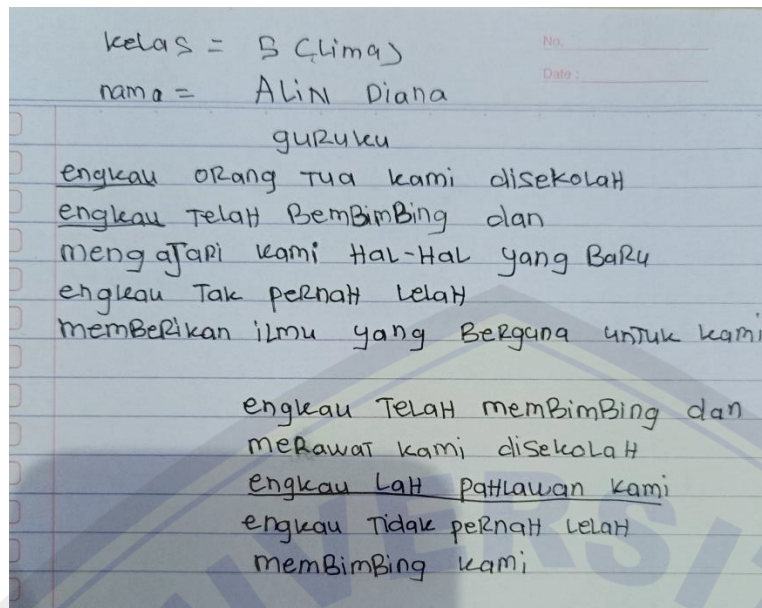 No.
Date :
kelas = 5 (Lima)
nama = ALiN Diana
guRuku
engkau oRang Tua kami disekolaH
engkau TelaH BemBimBing dan
mengajaRi kami HaL-HaL yang BaRu
engkau Tak peRnaH LelaH
memBeRikan iLmu yang BeRguna unTuk kami
engkau TeLaH memBimBing dan
meRawaT kami diSekoLaH
engkau LaH paHLawan kami
engkau Tidak peRnaH LelaH
memBimBing kami
UNIVERSI